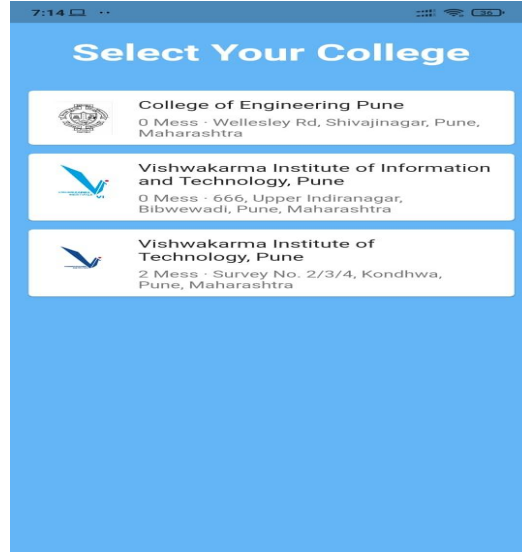 7:14
36
Select Your College
College of Engineering Pune
0 Mess · Wellesley Rd, Shivajinagar, Pune,
Maharashtra
Vishwakarma Institute of Information
and Technology, Pune
0 Mess · 666, Upper Indiranagar,
Bibwewadi, Pune, Maharashtra
Vishwakarma Institute of
Technology, Pune
2 Mess · Survey No. 2/3/4, Kondhwa,
Pune, Maharashtra